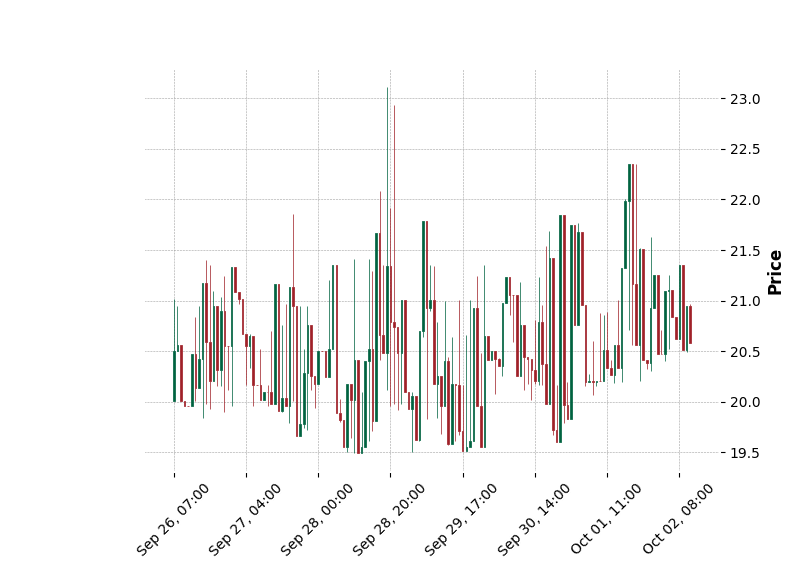 23.0
22.5
22.0
21.5
21.0
20.5
20.0
19.5
Price
Sep 26, 07:00
Sep 27, 04:00
Sep 28, 00:00
Sep 28, 20:00
Sep 29, 17:00
Sep 30, 14:00
Oct 01, 11:00
Oct 02, 08:00